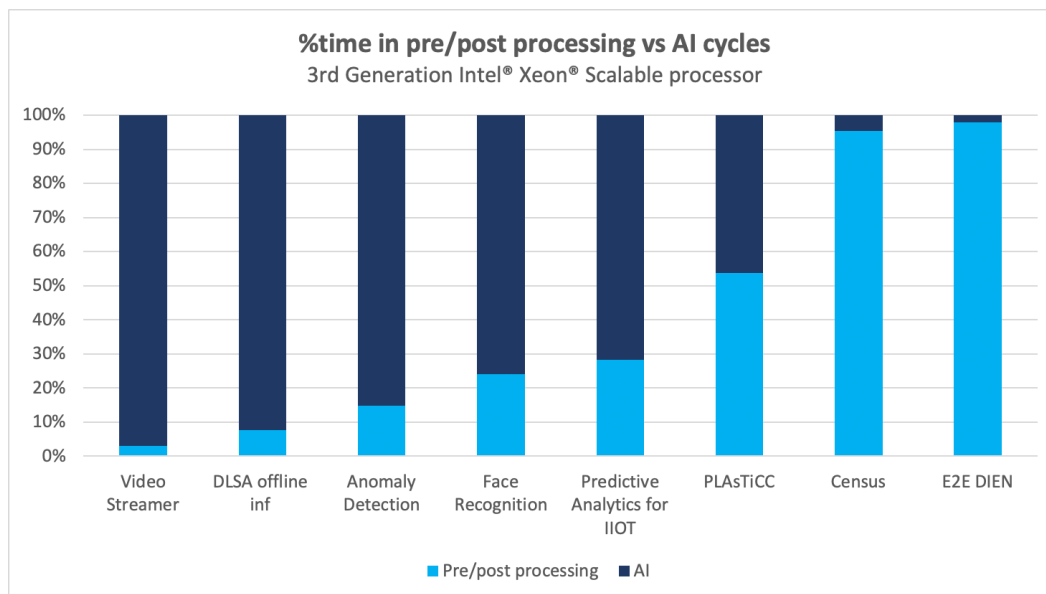 %time in pre/post processing vs AI cycles
3rd Generation Intel® Xeon® Scalable processor
100%
90%
80%
70%
60%
50%
40%
30%
20%
10%
0%
Video
Streamer
DLSA offline
inf
Anomaly
Detection
Face
Recognition
Predictive
Analytics for
IIOT
PLAsTiCC
Census
E2E DIEN
Pre/post processing
AI